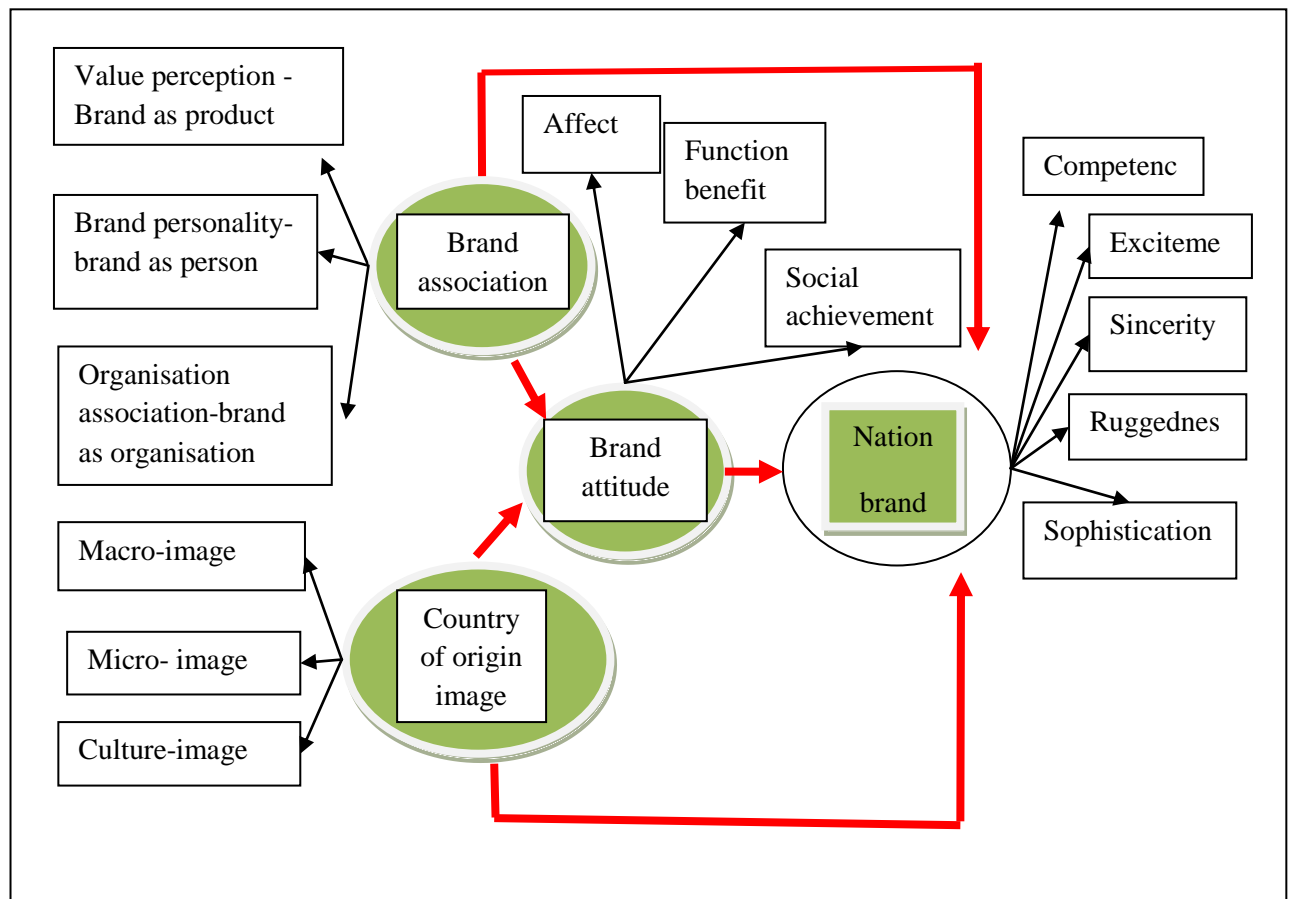 Value perception -
Brand as product
Brand personality-
brand as person
Organisation
association-brand
as organisation
Macro-image
Micro- image
Culture-image
Brand
association
Country
of origin
image
Affect
Function
benefit
Social
achievement
Brand
attitude
Nation
brand
Competenc
Exciteme
Sincerity
Ruggednes
Sophistication